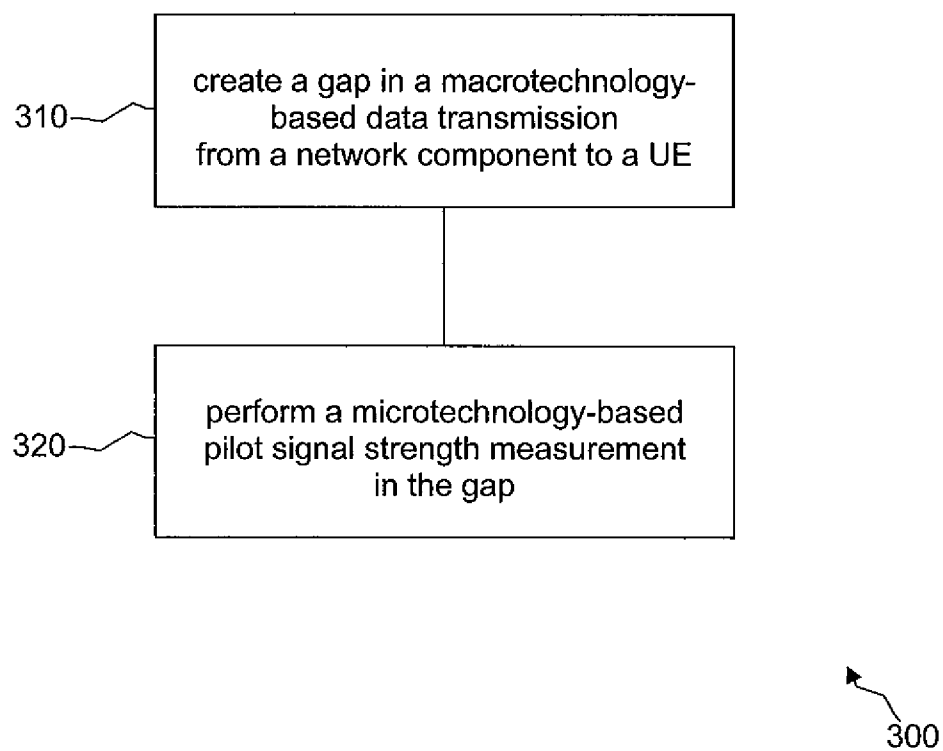 create a gap in a macrotechnology-
based data transmission
from a network component to a UE
310
perform a microtechnology-based
pilot signal strength measurement
in the gap
320
300